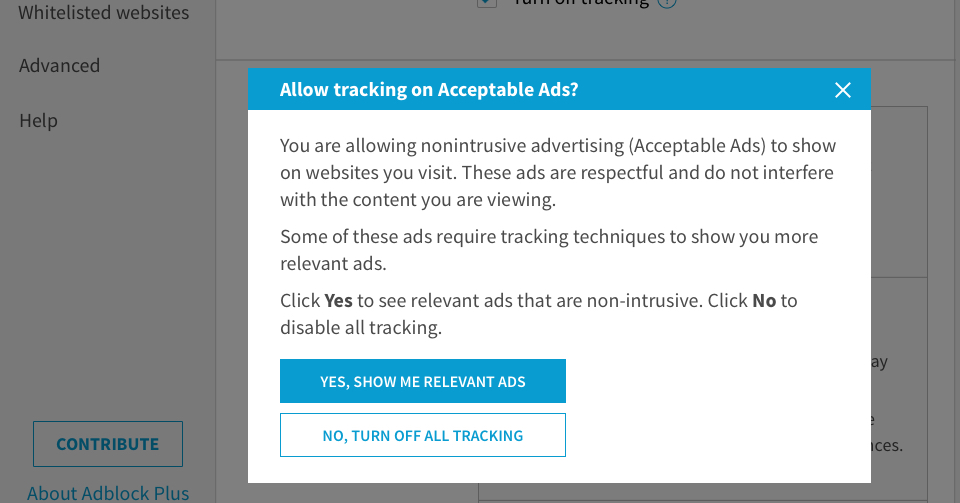 Whitelisted websites
Turn off tracking ?
Advanced
Help
Allow tracking on Acceptable Ads?
You are allowing nonintrusive advertising (Acceptable Ads) to show
on websites you visit. These ads are respectful and do not interfere
with the content you are viewing.
Some of these ads require tracking techniques to show you more
relevant ads.
Click Yes to see relevant ads that are non-intrusive. Click No to
disable all tracking.
YES, SHOW ME RELEVANT ADS
NO, TURN OFF ALL TRACKING
CONTRIBUTE
About Adblock Plus